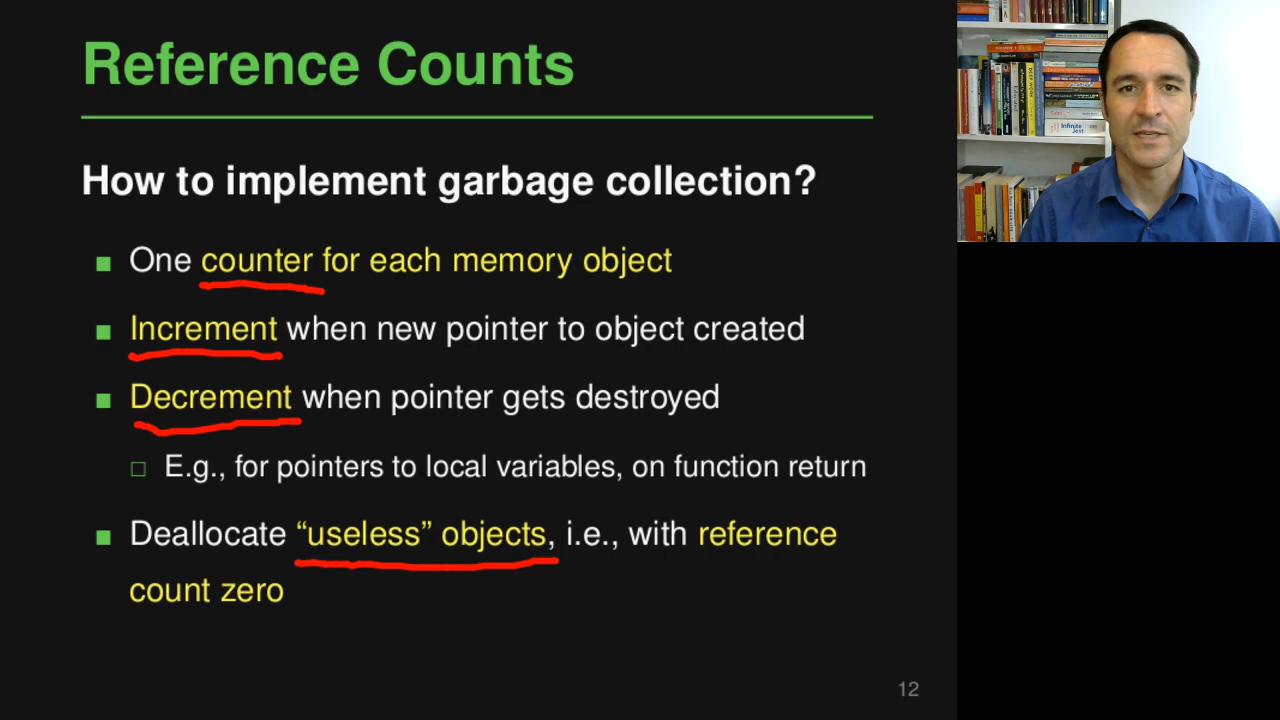 Reference Counts
How to implement garbage collection?
■ One counter for each memory object
■ Increment when new pointer to object created
■ Decrement when pointer gets destroyed
□ E.g., for pointers to local variables, on function return
■ Deallocate “useless” objects, i.e., with reference
count zero
12
Infinite
Jest